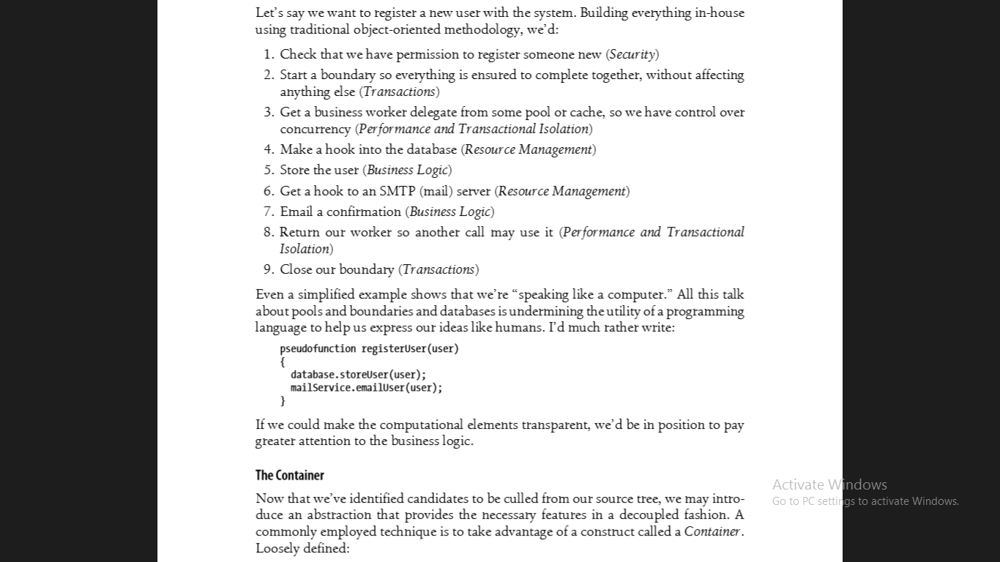 Let's say we want to register a new user with the system. Building everything in-house
using traditional object-oriented methodology, we'd:
1. Check that we have permission to register someone new (Security)
2. Start a boundary so everything is ensured to complete together, without affecting
anything else (Transactions)
3. Get a business worker delegate from some pool or cache, so we have control over
concurrency (Performance and Transactional Isolation)
4. Make a hook into the database (Resource Management)
5. Store the user (Business Logic)
6. Get a hook to an SMTP (mail) server (Resource Management)
7. Email a confirmation (Business Logic)
8. Return our worker so another call may use it (Performance and Transactional
Isolation)
9. Close our boundary (Transactions)
Even a simplified example shows that we're “speaking like a computer.” All this talk
about pools and boundaries and databases is undermining the utility of a programming
language to help us express our ideas like humans. I'd much rather write:
pseudofunction registerUser(user)
{
database.storeUser(user);
mailService.emailUser(user);
}
If we could make the computational elements transparent, we'd be in position to pay
greater attention to the business logic.
The Container
Now that we've identified candidates to be culled from our source tree, we may intro-
duce an abstraction that provides the necessary features in a decoupled fashion. A
commonly employed technique is to take advantage of a construct called a Container.
Loosely defined:
Activate Windows
Go to PC settings to activate Windows.